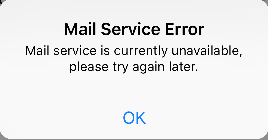 Mail Service Error
Mail service is currently unavailable,
please try again later.
OK